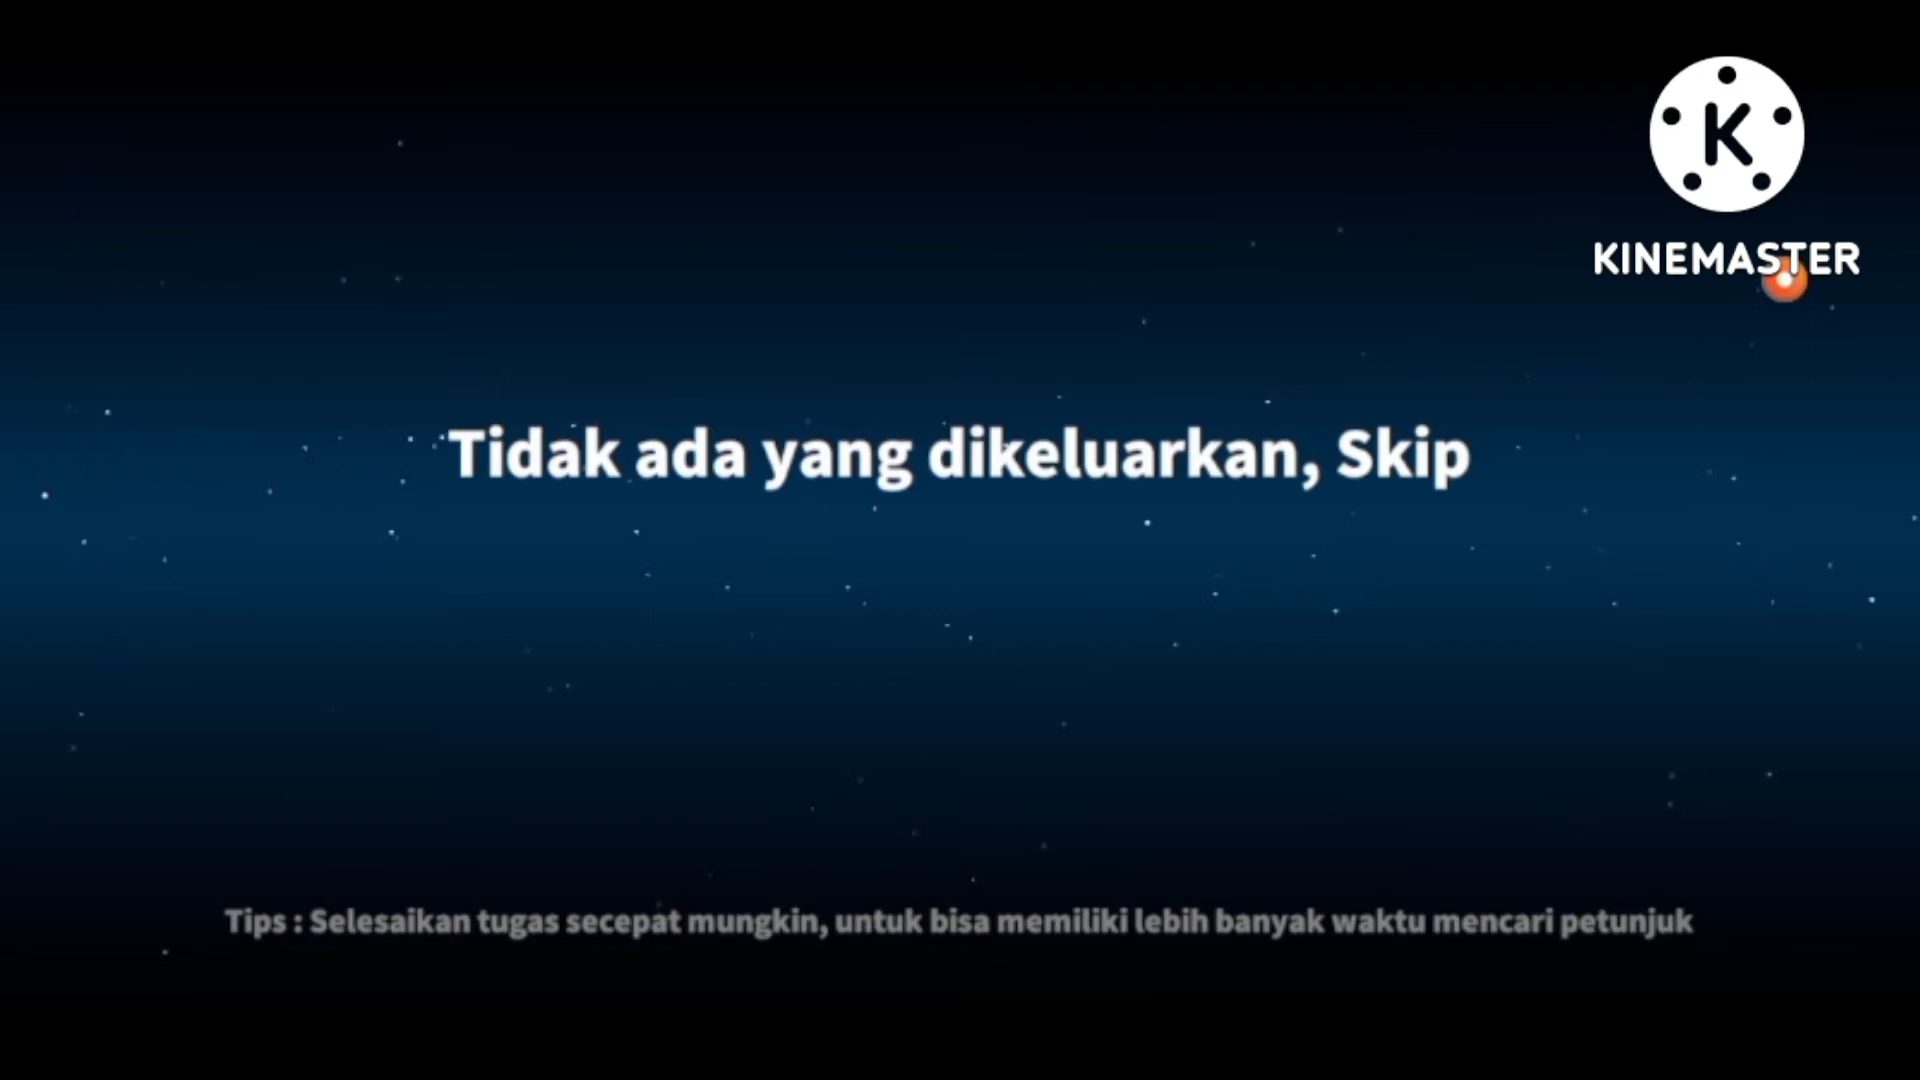 K
KINEMASTER
Tidak ada yang dikeluarkan, Skip
Tips : Selesaikan tugas secepat mungkin, untuk bisa memiliki lebih banyak waktu mencari petunjuk